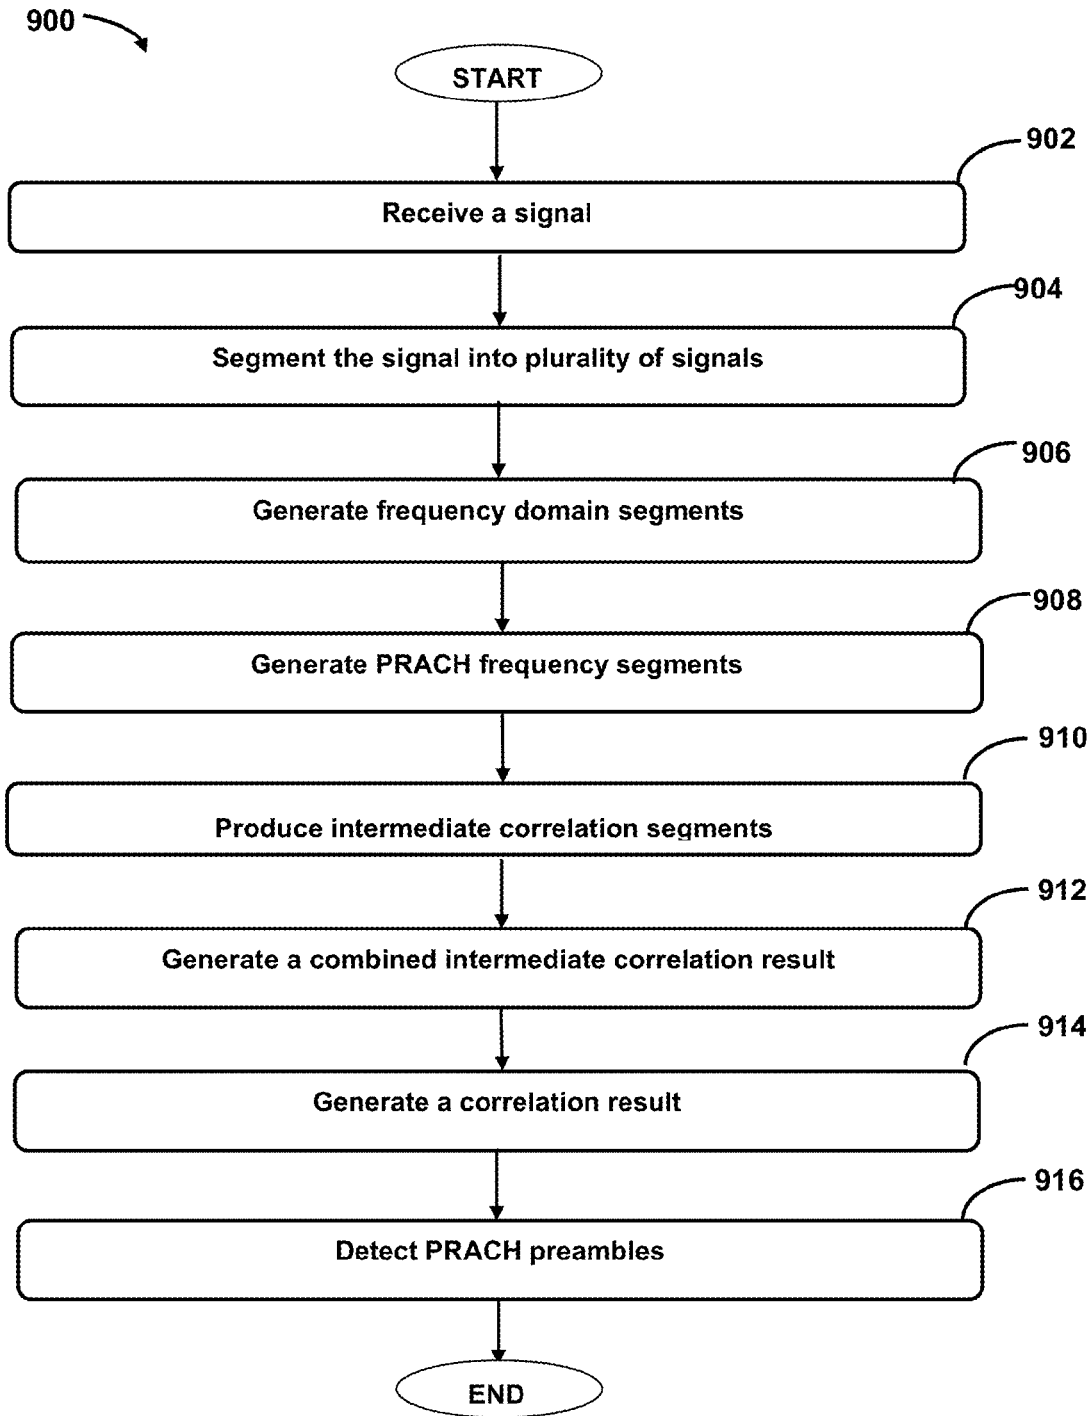 900
START
902
Receive a signal
904
Segment the signal into plurality of signals
906
Generate frequency domain segments
908
Generate PRACH frequency segments
910
Produce intermediate correlation segments
912
Generate a combined intermediate correlation result
914
Generate a correlation result
916
Detect PRACH preambles
END